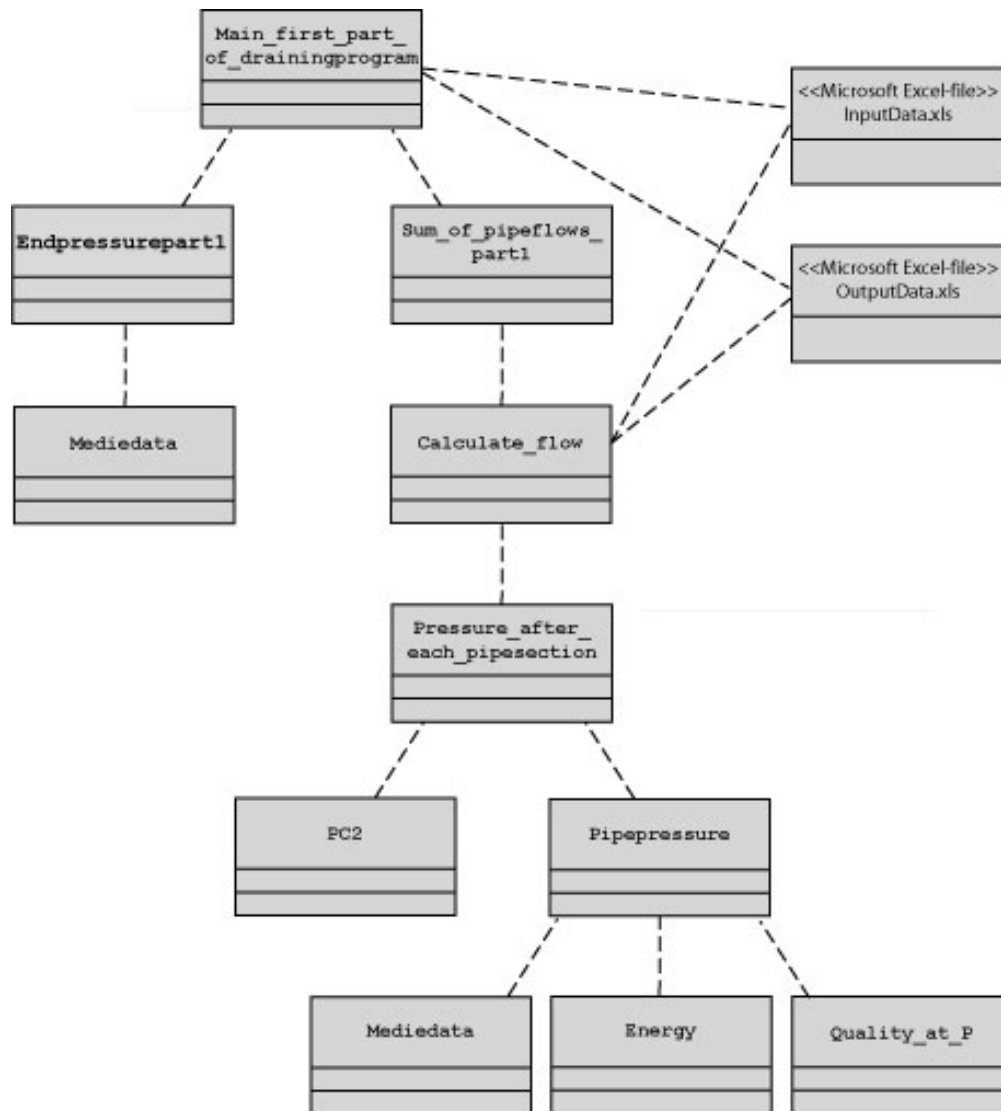 Main_first_part_
of_drainingprogram
<<Microsoft Excel-file>>
InputData.xls
Endpressurepart1
Sum_of_pipeflows_
part1
<<Microsoft Excel-file>>
OutputData.xls
Mediedata
Calculate_flow
Pressure_after_
each_pipesection
PC2
Pipepressure
Mediedata
Energy
Quality_at_P